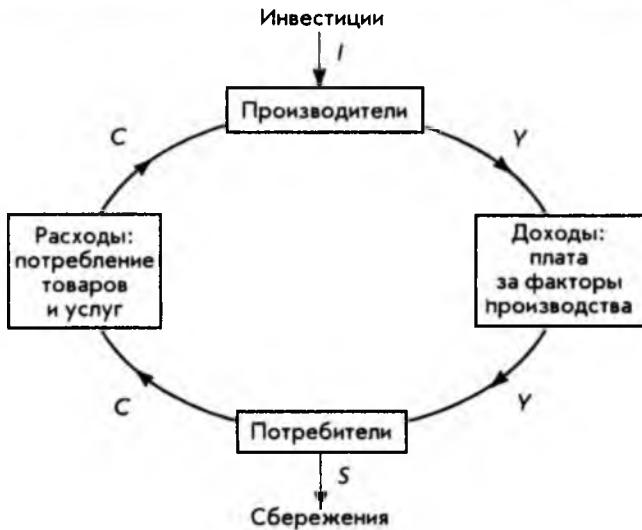 Инвестиции
I
Производители
C
Y
Расходы:
потребление
товаров
и услуг
Доходы:
плата
за факторы
производства
C
Y
Потребители
S
Сбережения